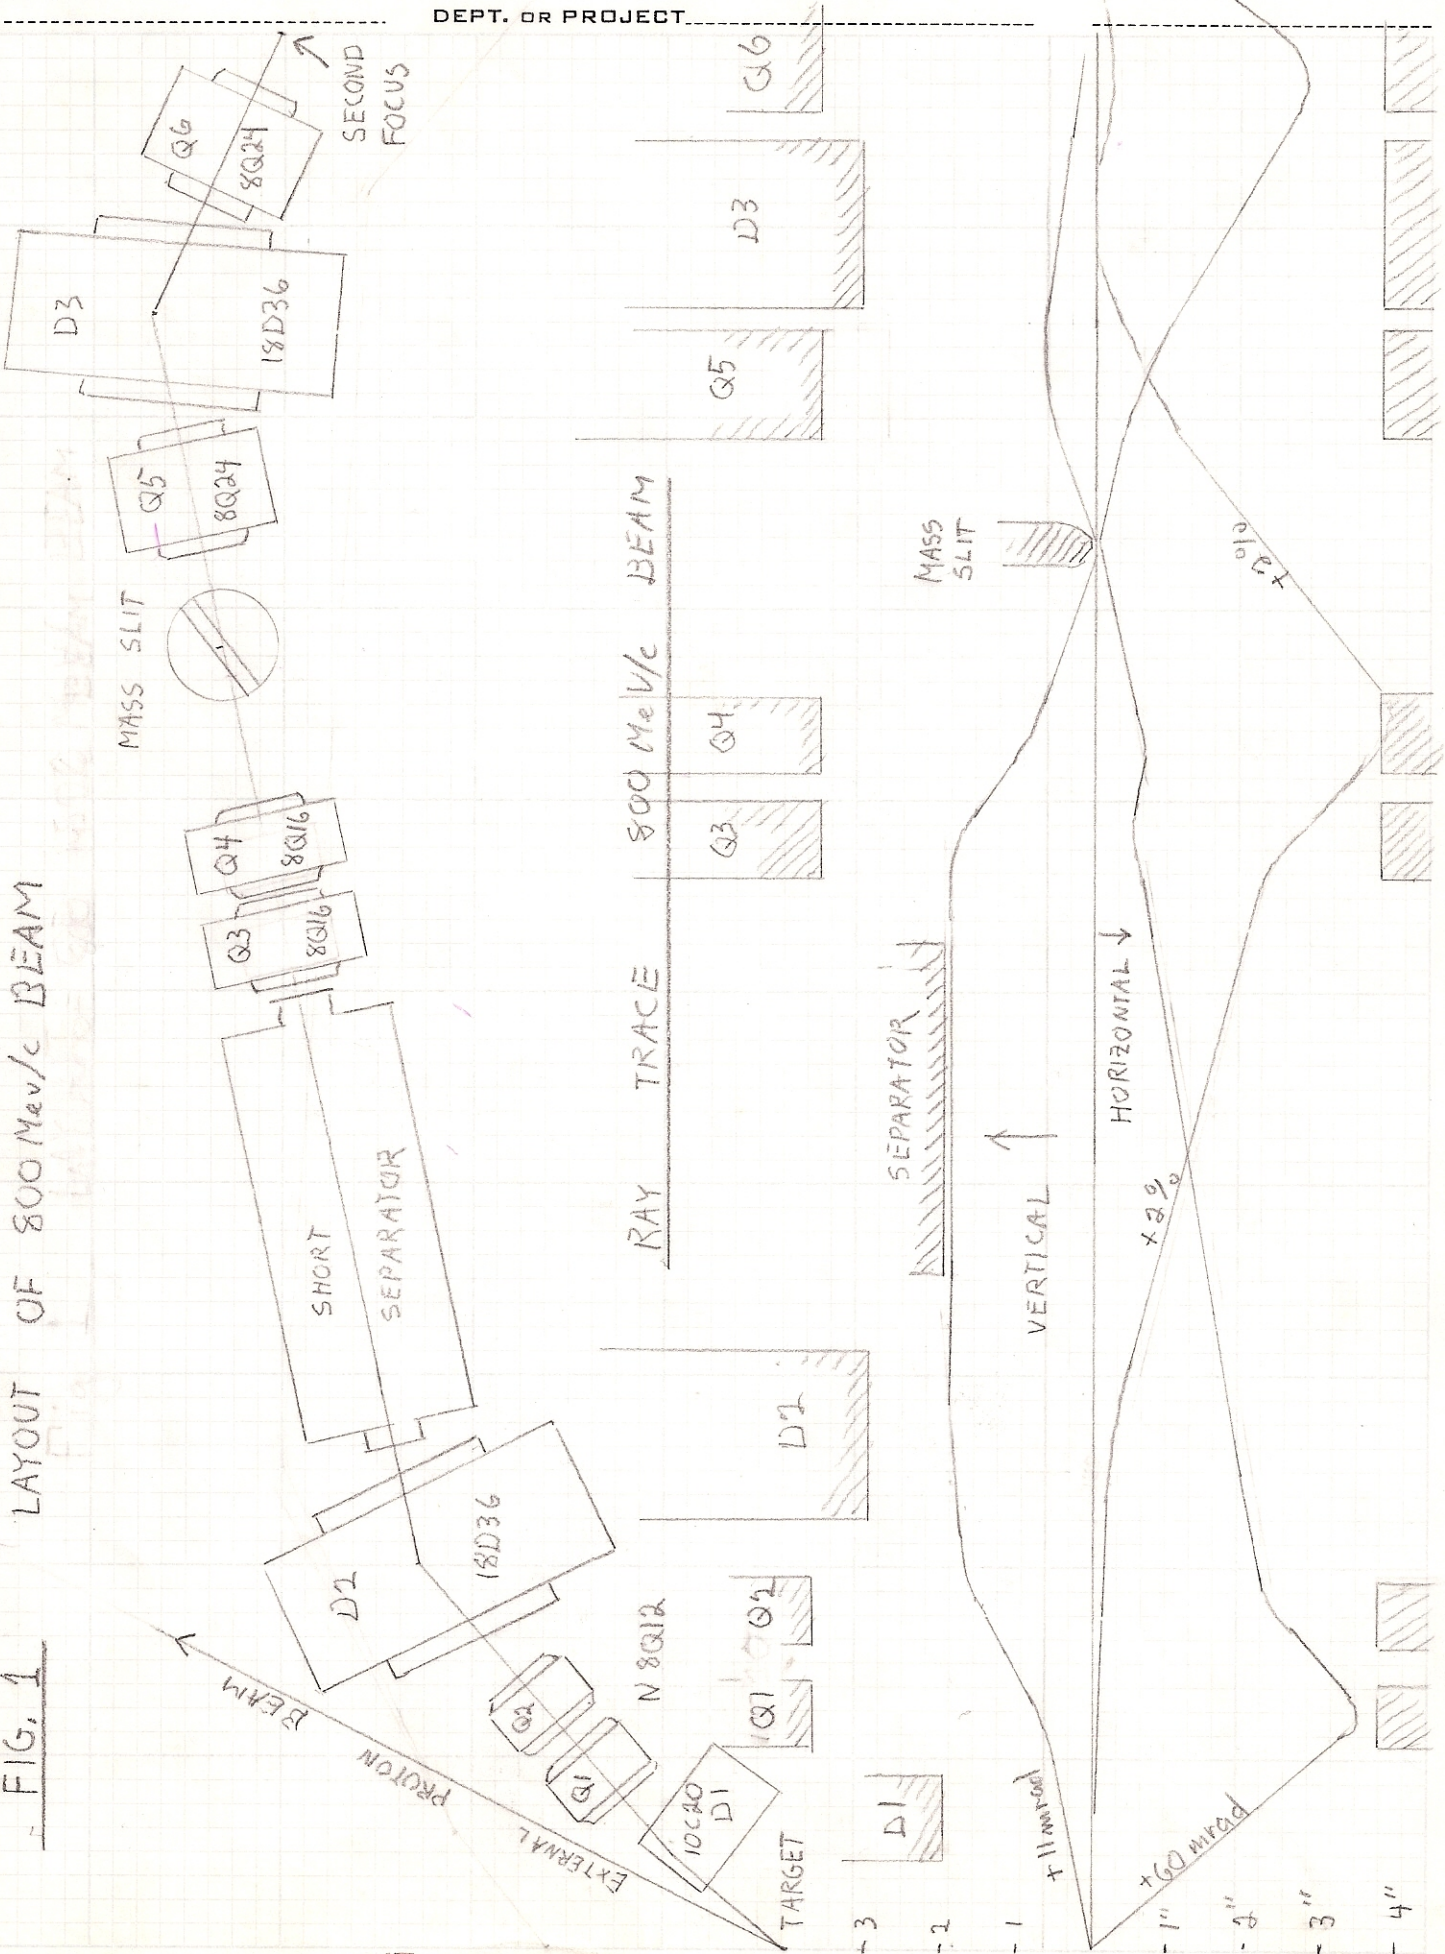 DEPT. OR PROJECT
FIG. 1
LAYOUT OF 800 MeV/c BEAM
EXTERNAL PROTON BEAM
TARGET
10C20
D1
Q1
Q2
N 8Q12
D2
18D36
SHORT
SEPARATOR
Q3
8Q16
Q4
8Q16
MASS SLIT
Q5
8Q24
D3
18D36
Q6
8Q24
SECOND
FOCUS
RAY TRACE 800 MeV/c BEAM
D1
Q1
Q2
D2
SEPARATOR
Q3
Q4
MASS
SLIT
Q5
D3
Q6
3
2
1
1"
2"
3"
4"
+11mrad
+60 mrad
VERTICAL
HORIZONTAL
+2%
+2%